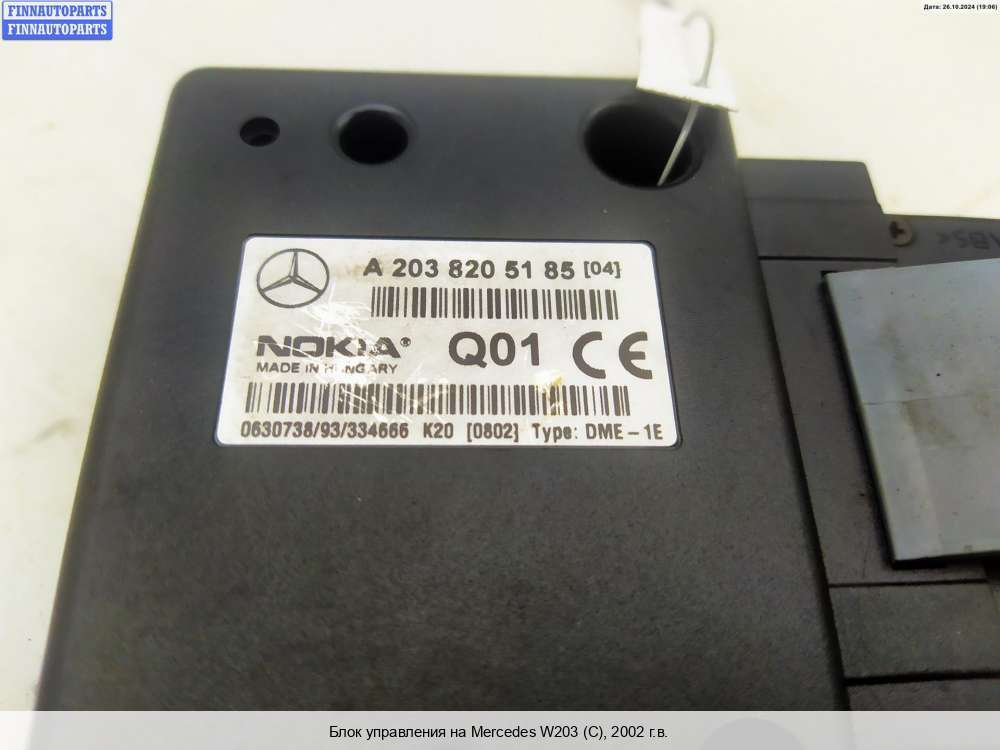 FINNAUTOPARTS
FINNAUTOPARTS
Дата: 26.10.2024 (19:06)
A 203 820 51 85 [04]
NOKIA®
Q01 CE
MADE IN HUNGARY
0630738/93/334666 K20 [0802] Type: DME-1E
Блок управления на Mercedes W203 (C), 2002 г.в.